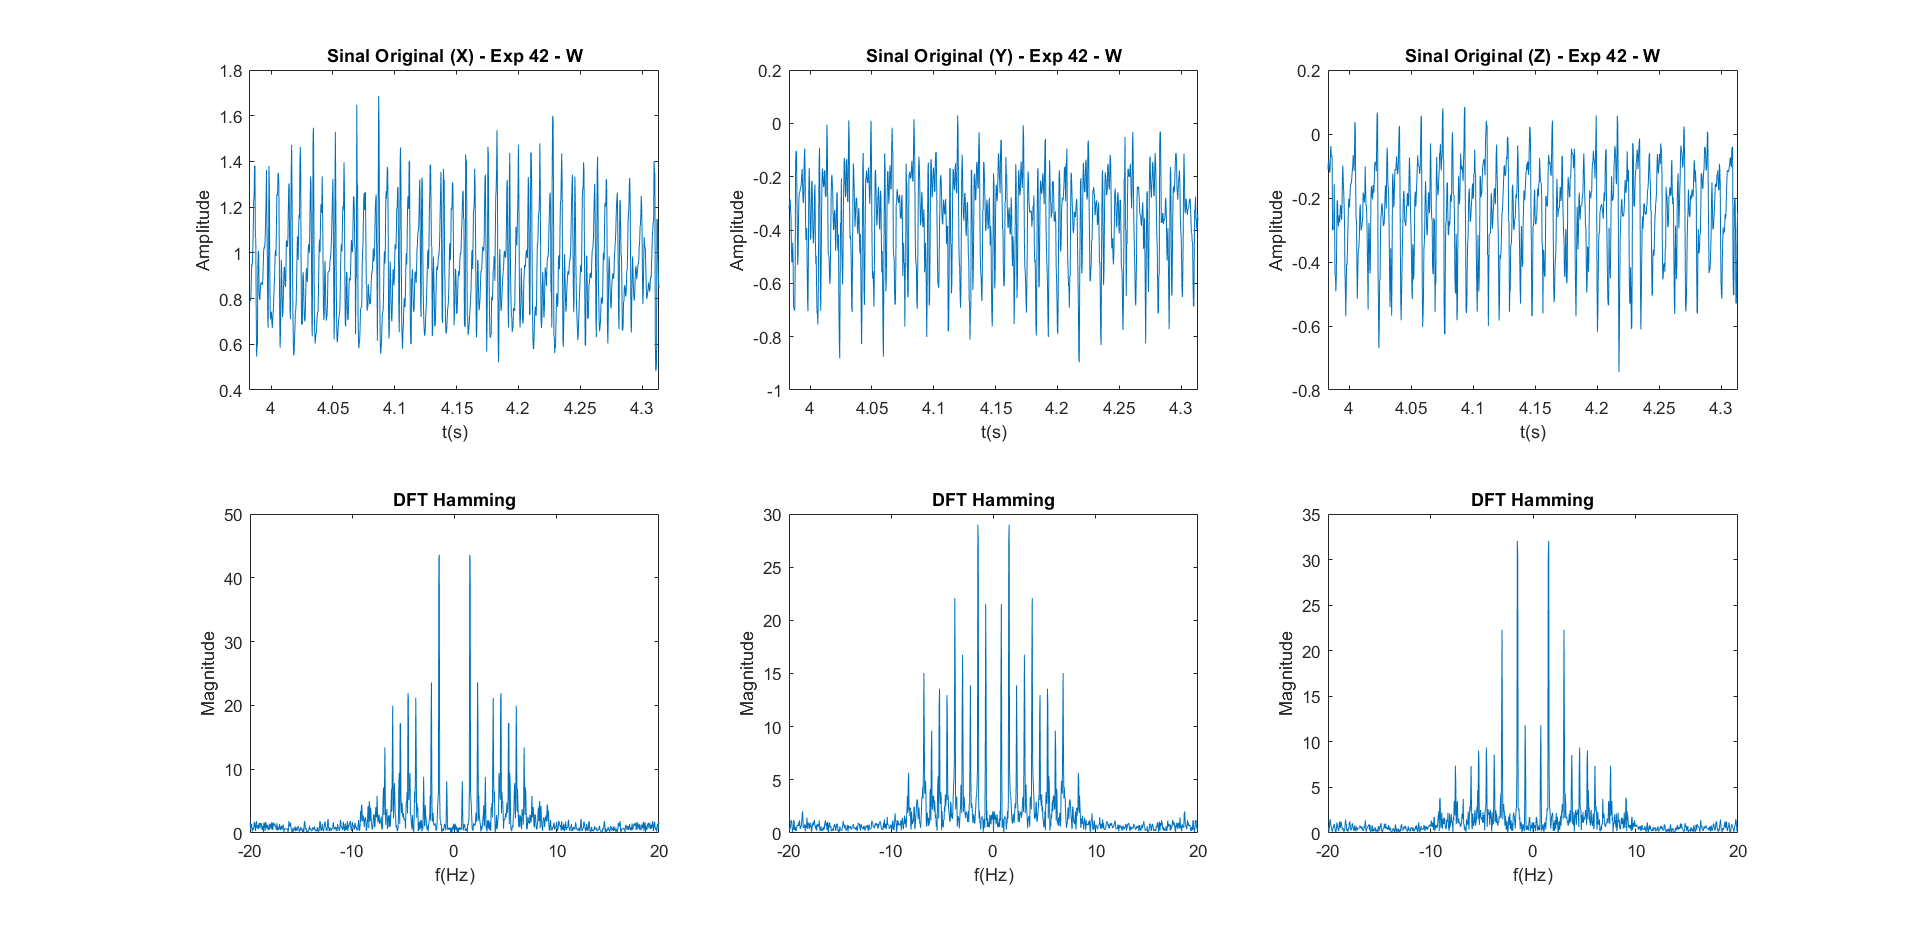 Sinal Original (X) - Exp 42 - W
1.8
1.6
1.4
1.2
1
0.8
0.6
0.4
Amplitude
4 4.05 4.1 4.15 4.2 4.25 4.3
t(s)
Sinal Original (Y) - Exp 42 - W
0.2
0
-0.2
-0.4
-0.6
-0.8
-1
Amplitude
4 4.05 4.1 4.15 4.2 4.25 4.3
t(s)
Sinal Original (Z) - Exp 42 - W
0.2
0
-0.2
-0.4
-0.6
-0.8
Amplitude
4 4.05 4.1 4.15 4.2 4.25 4.3
t(s)
DFT Hamming
50
40
30
20
10
0
Magnitude
-20 -10 0 10 20
f(Hz)
DFT Hamming
30
25
20
15
10
5
0
Magnitude
-20 -10 0 10 20
f(Hz)
DFT Hamming
35
30
25
20
15
10
5
0
Magnitude
-20 -10 0 10 20
f(Hz)